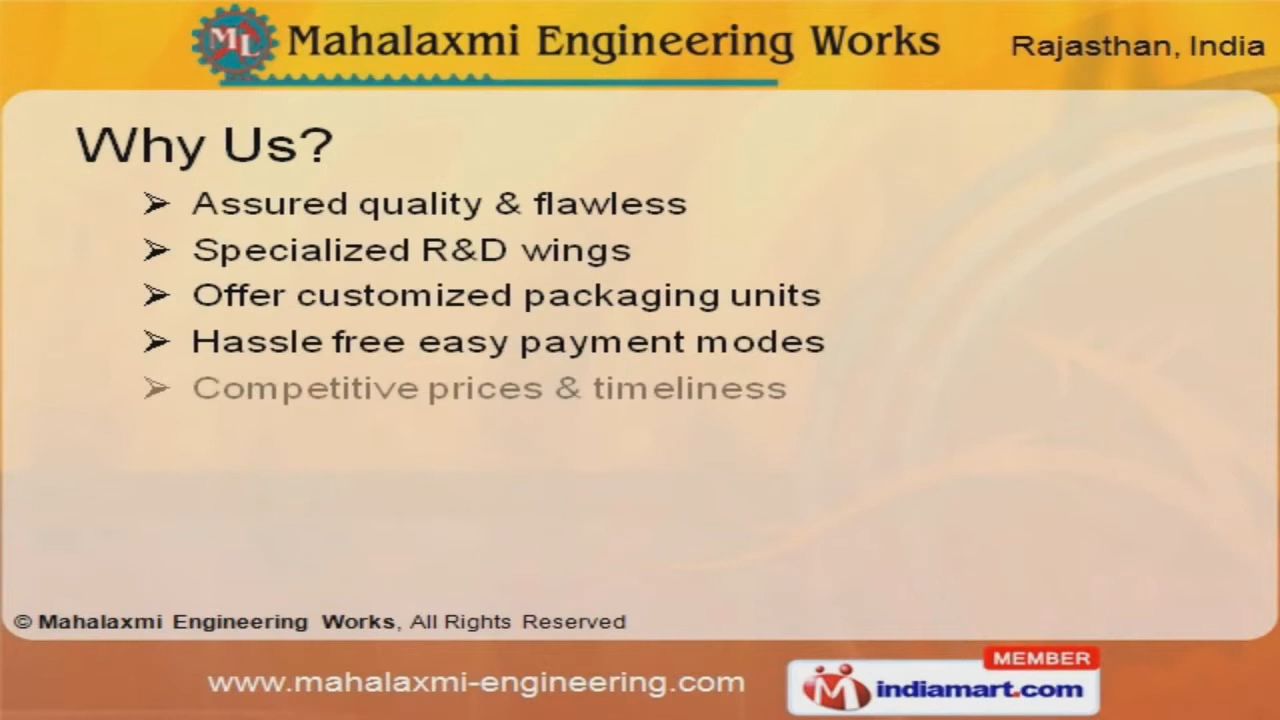 ML Mahalaxmi Engineering Works
Rajasthan, India
Why Us?
➢ Assured quality & flawless
➢ Specialized R&D wings
➢ Offer customized packaging units
➢ Hassle free easy payment modes
➢ Competitive prices & timeliness
© Mahalaxmi Engineering Works, All Rights Reserved
www.mahalaxmi-engineering.com
MEMBER
indiamart.com